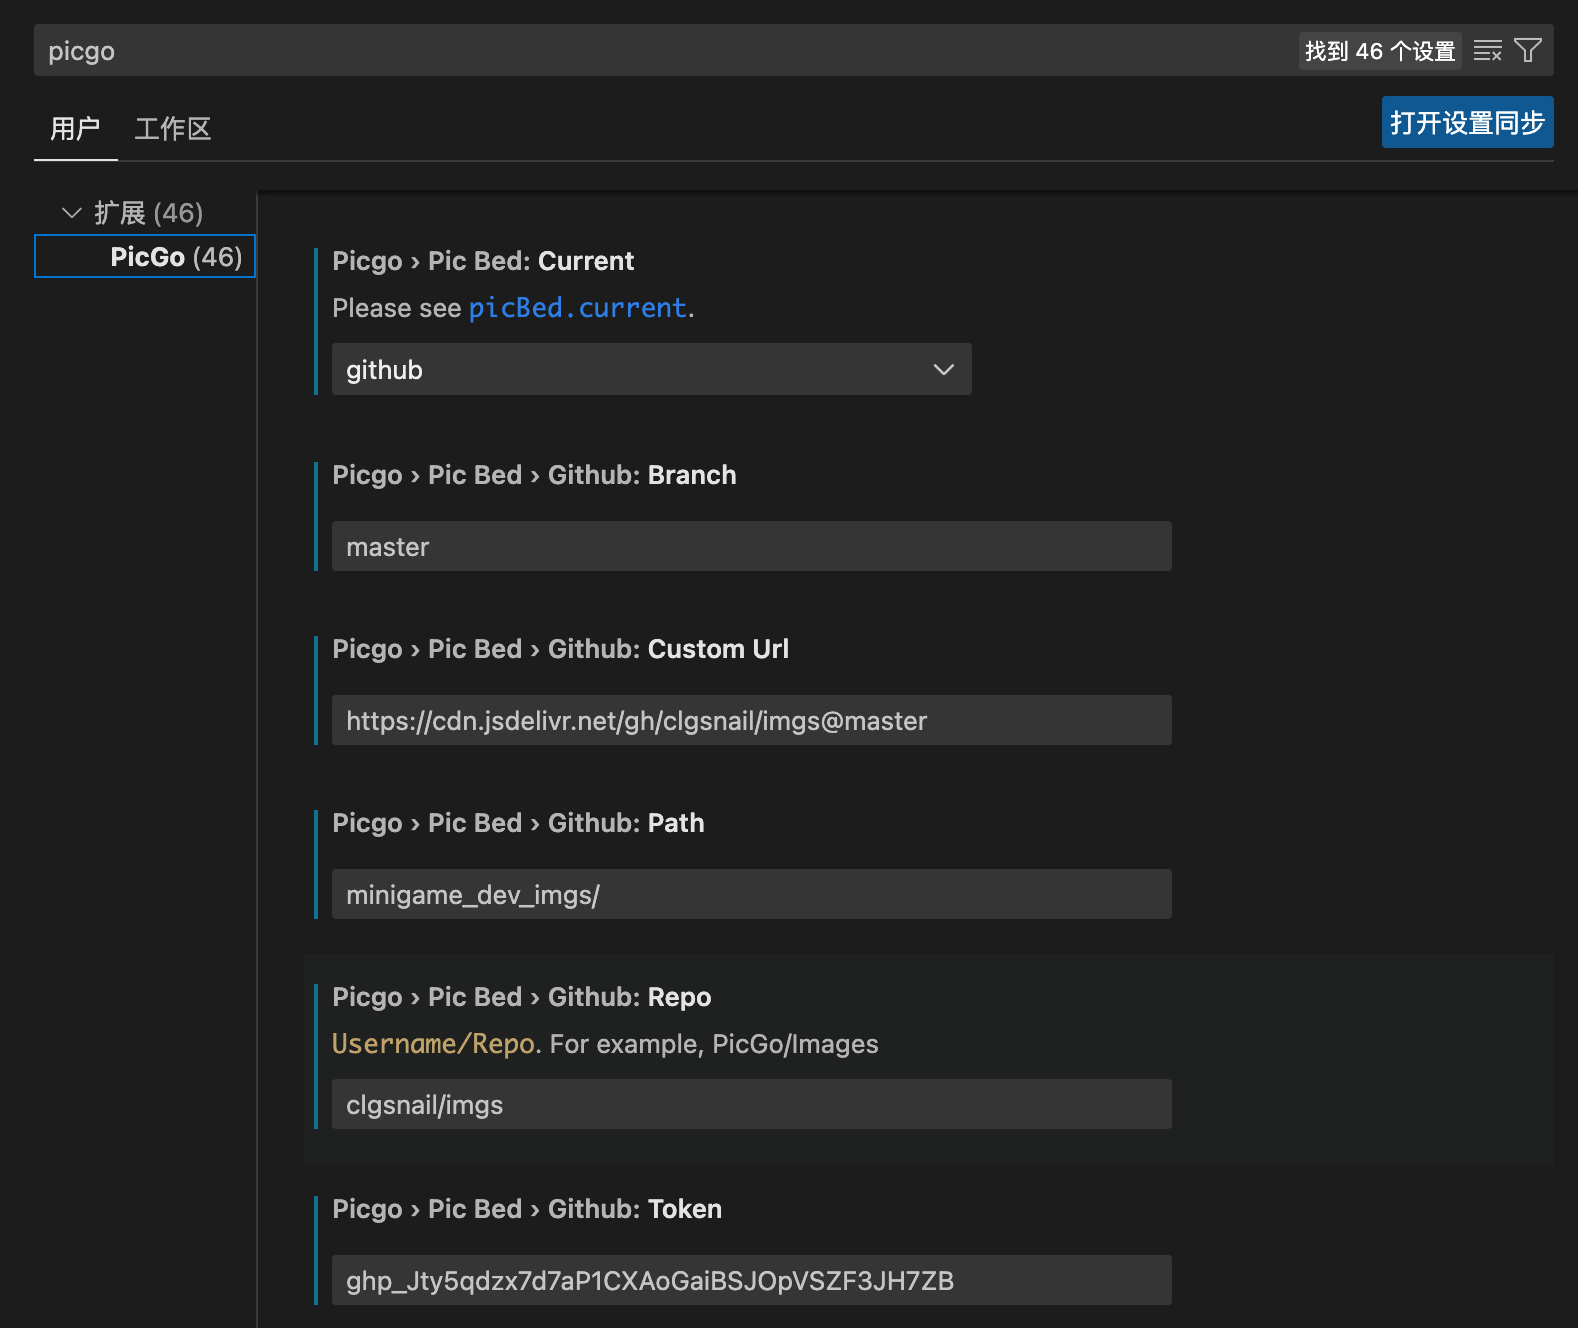 picgo
找到 46 个设置
用户 工作区
打开设置同步
扩展 (46)
PicGo (46)
Picgo › Pic Bed: Current
Please see picBed.current.
github
Picgo › Pic Bed › Github: Branch
master
Picgo › Pic Bed › Github: Custom Url
https://cdn.jsdelivr.net/gh/clgsnail/imgs@master
Picgo › Pic Bed › Github: Path
minigame_dev_imgs/
Picgo › Pic Bed › Github: Repo
Username/Repo. For example, PicGo/Images
clgsnail/imgs
Picgo › Pic Bed › Github: Token
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